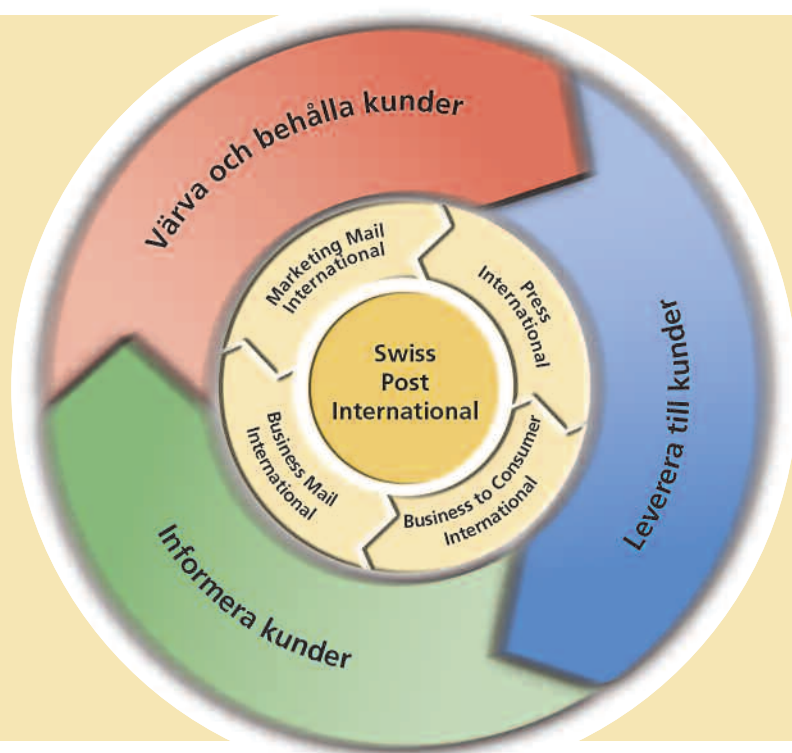 Värva och behålla kunder
Marketing Mail
International
Press
International
Swiss
Post
International
Leverera till kunder
Business Mail
International
Business to Consumer
International
Informera kunder